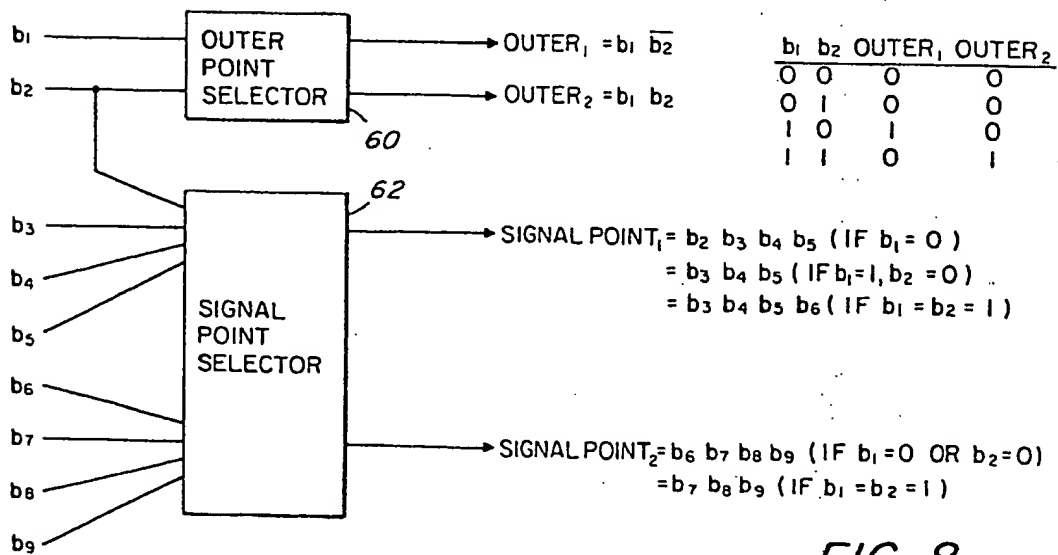 b₁
b₂
OUTER
POINT
SELECTOR
60
OUTER₁ = b₁ b̅₂̅
OUTER₂ = b₁ b₂
b₁ b₂ OUTER₁ OUTER₂
0 0 0 0
0 1 0 0
1 0 1 0
1 1 0 1
62
b₃
b₄
b₅
b₆
b₇
b₈
b₉
SIGNAL
POINT
SELECTOR
SIGNAL POINT₁ = b₂ b₃ b₄ b₅ (IF b₁ = 0)
= b₃ b₄ b₅ (IF b₁=1, b₂ =0)
= b₃ b₄ b₅ b₆ (IF b₁ = b₂ = 1)
SIGNAL POINT₂ = b₆ b₇ b₈ b₉ (IF b₁ =0 OR b₂=0)
=b₇ b₈ b₉ (IF b₁ =b₂ = 1)